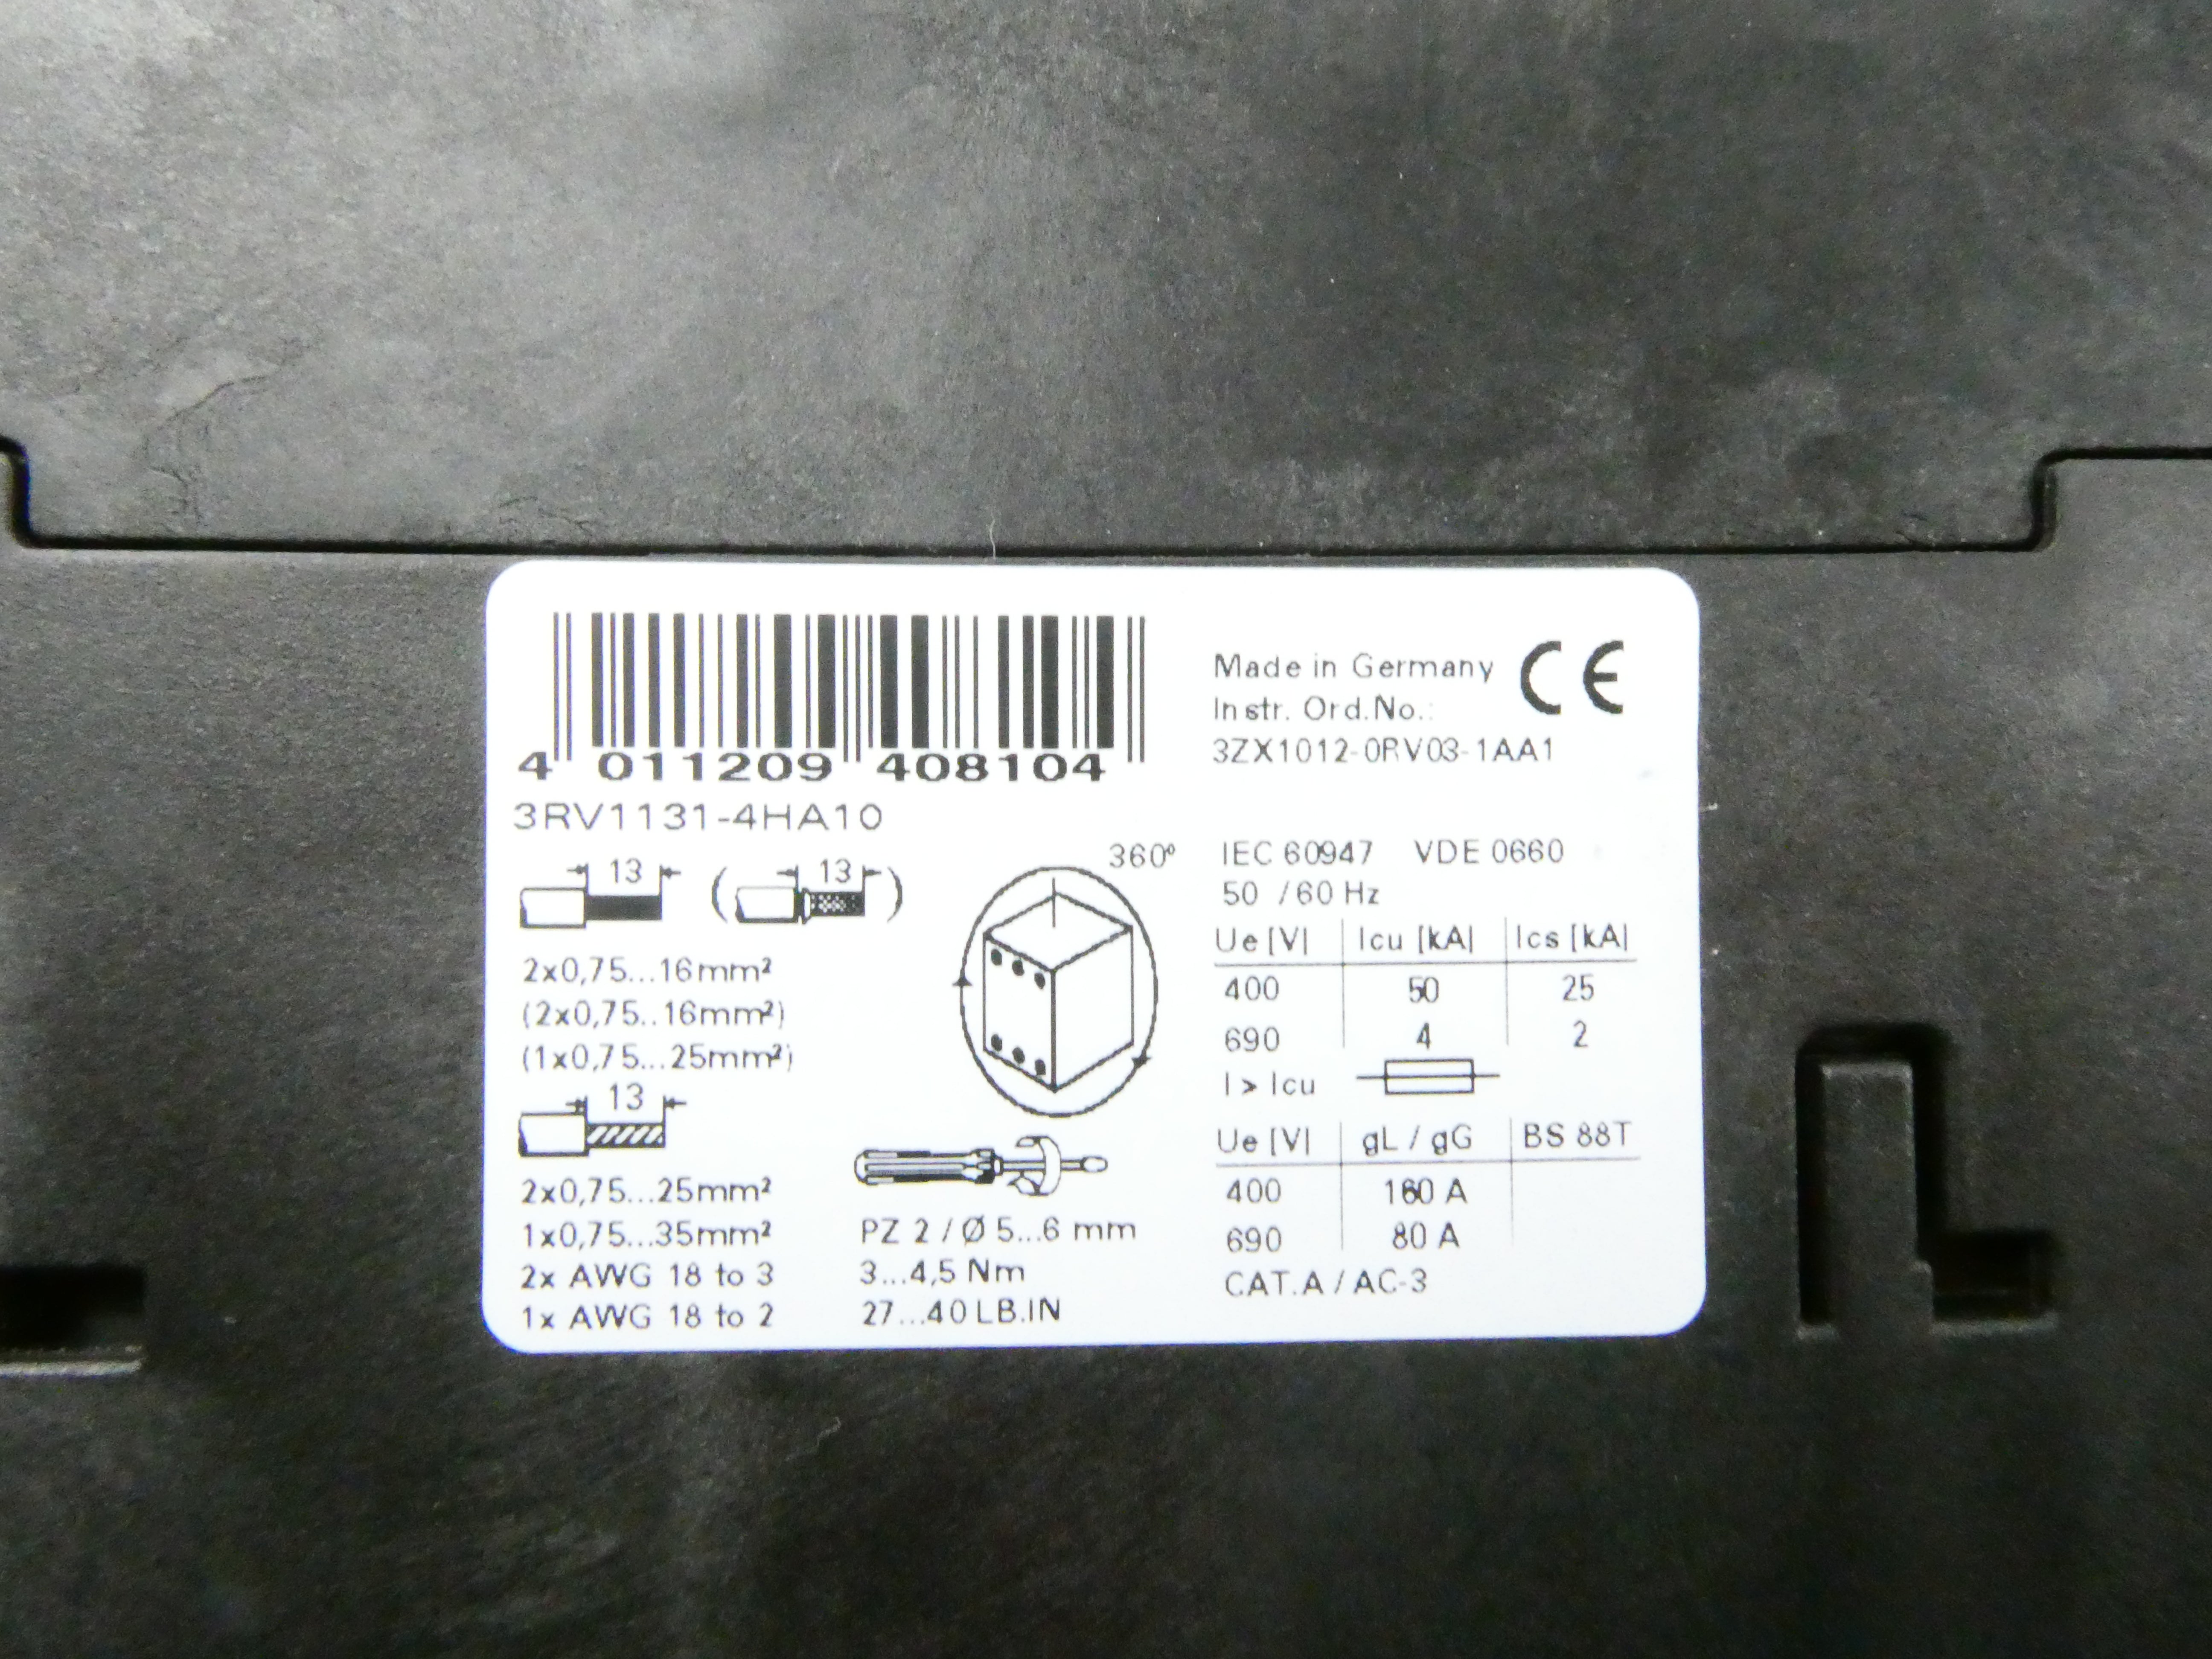 4 011209 408104
3RV1131-4HA10
13
( 13 )
2x0,75...16mm²
(2x0,75..16mm²)
(1x0,75...25mm²)
13
2x0,75...25mm²
1x0,75...35mm²
2x AWG 18 to 3
1x AWG 18 to 2
360°
PZ 2 / Ø 5...6 mm
3...4,5 Nm
27...40 LB.IN
Made in Germany CE
Instr. Ord.No.:
3ZX1012-0RV03-1AA1
IEC 60947 VDE 0660
50 /60 Hz
Ue [V] Icu [kA] Ics [kA]
400 50 25
690 4 2
I > Icu
Ue [V] gL / gG BS 88T
400 160 A
690 80 A
CAT.A / AC-3